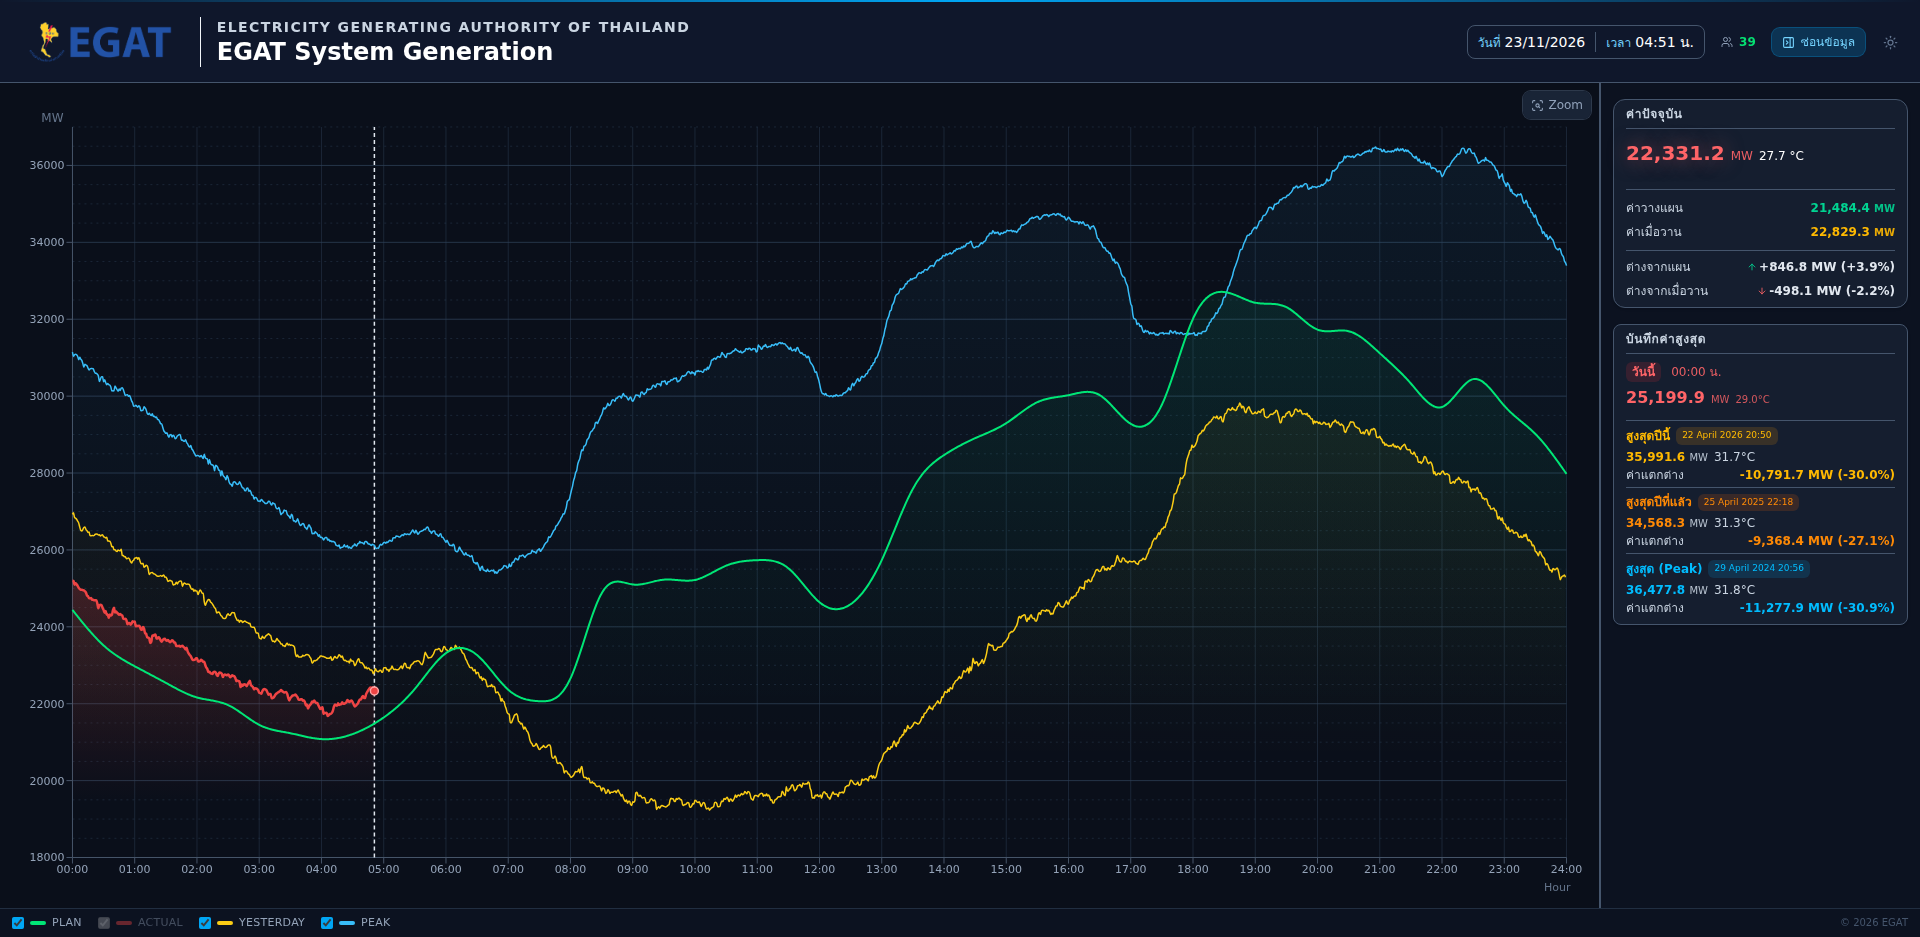 EGAT
ELECTRICITY GENERATING AUTHORITY OF THAILAND
EGAT System Generation
วันที่ 23/11/2026 เวลา 04:51 น.
39
ซ่อนข้อมูล
Zoom
MW
36000
34000
32000
30000
28000
26000
24000
22000
20000
18000
00:00 01:00 02:00 03:00 04:00 05:00 06:00 07:00 08:00 09:00 10:00 11:00 12:00 13:00 14:00 15:00 16:00 17:00 18:00 19:00 20:00 21:00 22:00 23:00 24:00
Hour
ค่าปัจจุบัน
22,331.2 MW 27.7 °C
ค่าวางแผน 21,484.4 MW
ค่าเมื่อวาน 22,829.3 MW
ต่างจากแผน ↑ +846.8 MW (+3.9%)
ต่างจากเมื่อวาน ↓ -498.1 MW (-2.2%)
บันทึกค่าสูงสุด
วันนี้ 00:00 น.
25,199.9 MW 29.0°C
สูงสุดปีนี้ 22 April 2026 20:50
35,991.6 MW 31.7°C
ค่าแตกต่าง -10,791.7 MW (-30.0%)
สูงสุดปีที่แล้ว 25 April 2025 22:18
34,568.3 MW 31.3°C
ค่าแตกต่าง -9,368.4 MW (-27.1%)
สูงสุด (Peak) 29 April 2024 20:56
36,477.8 MW 31.8°C
ค่าแตกต่าง -11,277.9 MW (-30.9%)
PLAN ACTUAL YESTERDAY PEAK
© 2026 EGAT